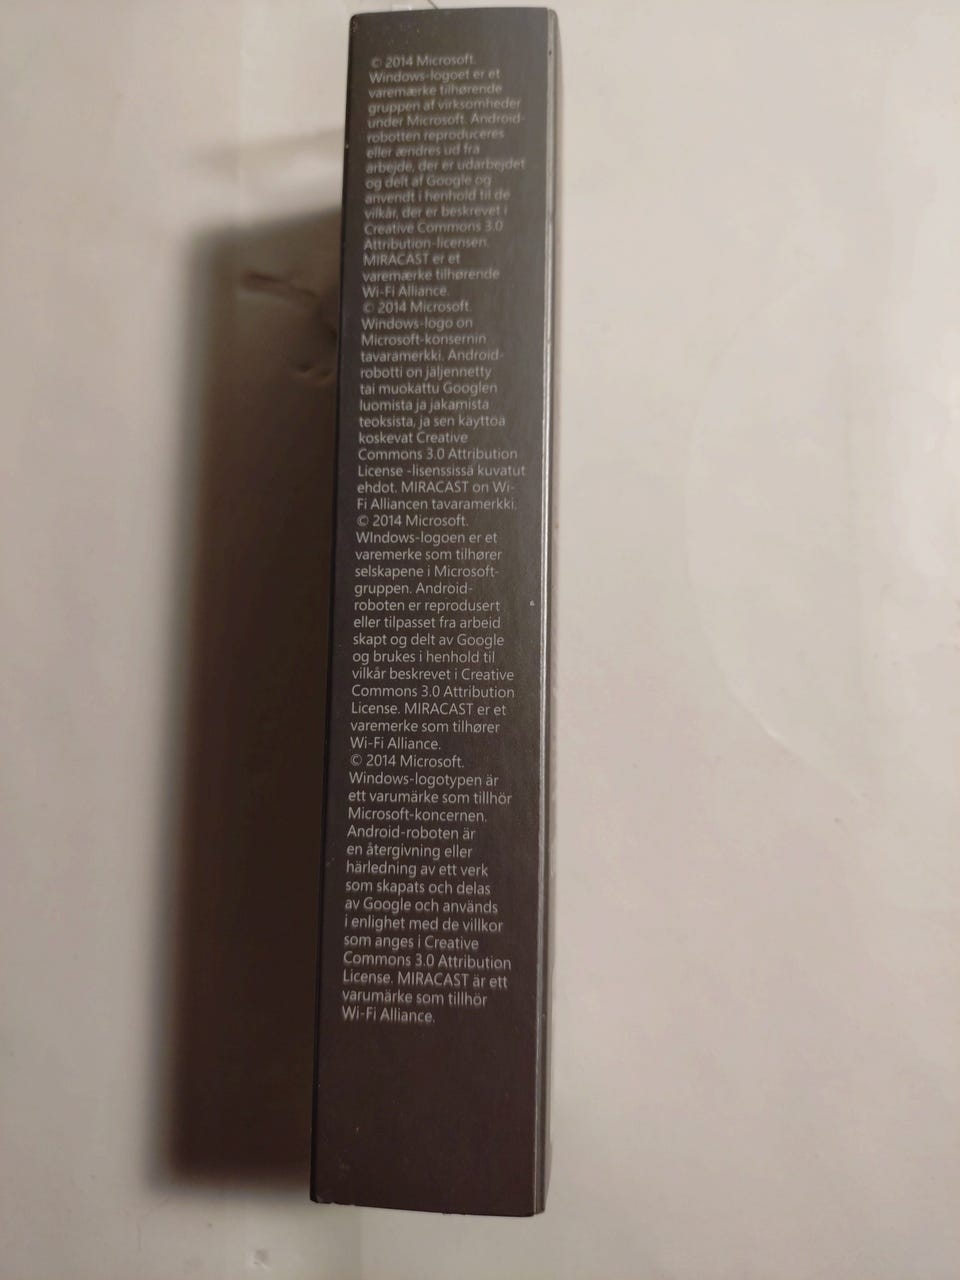 © 2014 Microsoft.
Windows-logoet er et
varemærke tilhørende
gruppen af virksomheder
under Microsoft. Android-
robotten reproduceres
eller ændres ud fra
arbejde, der er udarbejdet
og delt af Google og
anvendt i henhold til de
vilkår, der er beskrevet i
Creative Commons 3.0
Attribution-licensen.
MIRACAST er et
varemærke tilhørende
Wi-Fi Alliance.
© 2014 Microsoft.
Windows-logo on
Microsoft-konsernin
tavaramerkki. Android-
robotti on jäljennetty
tai muokattu Googlen
luomista ja jakamista
teoksista, ja sen käyttöä
koskevat Creative
Commons 3.0 Attribution
License -lisenssissä kuvatut
ehdot. MIRACAST on Wi-
Fi Alliancen tavaramerkki.
© 2014 Microsoft.
WIndows-logoen er et
varemerke som tilhører
selskapene i Microsoft-
gruppen. Android-
roboten er reprodusert
eller tilpasset fra arbeid
skapt og delt av Google
og brukes i henhold til
vilkår beskrevet i Creative
Commons 3.0 Attribution
License. MIRACAST er et
varemerke som tilhører
Wi-Fi Alliance.
© 2014 Microsoft.
Windows-logotypen är
ett varumärke som tillhör
Microsoft-koncernen.
Android-roboten är
en återgivning eller
härledning av ett verk
som skapats och delas
av Google och används
i enlighet med de villkor
som anges i Creative
Commons 3.0 Attribution
License. MIRACAST är ett
varumärke som tillhör
Wi-Fi Alliance.